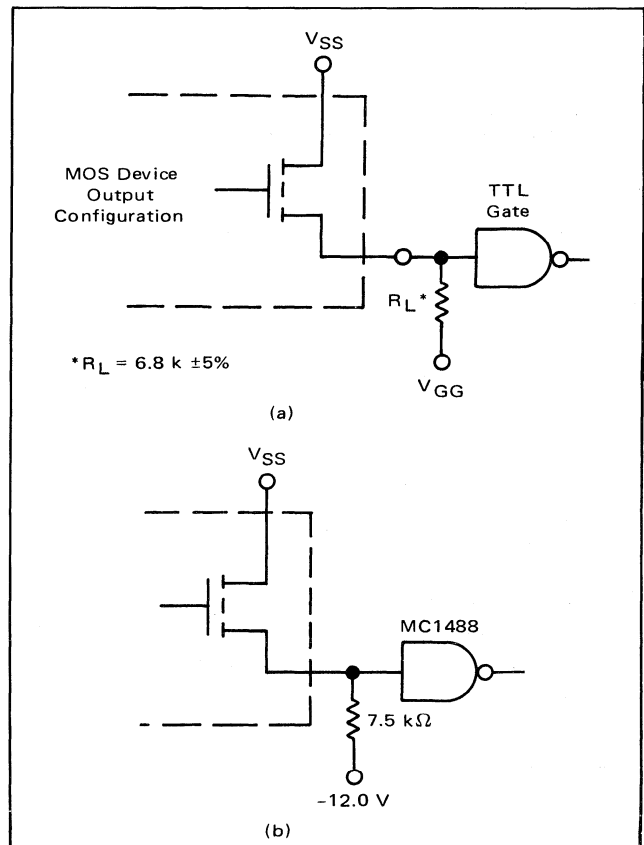 VSS
MOS Device
Output
Configuration
TTL
Gate
RL*
*RL = 6.8 k ±5%
VGG
(a)
VSS
MC1488
7.5 kΩ
-12.0 V
(b)